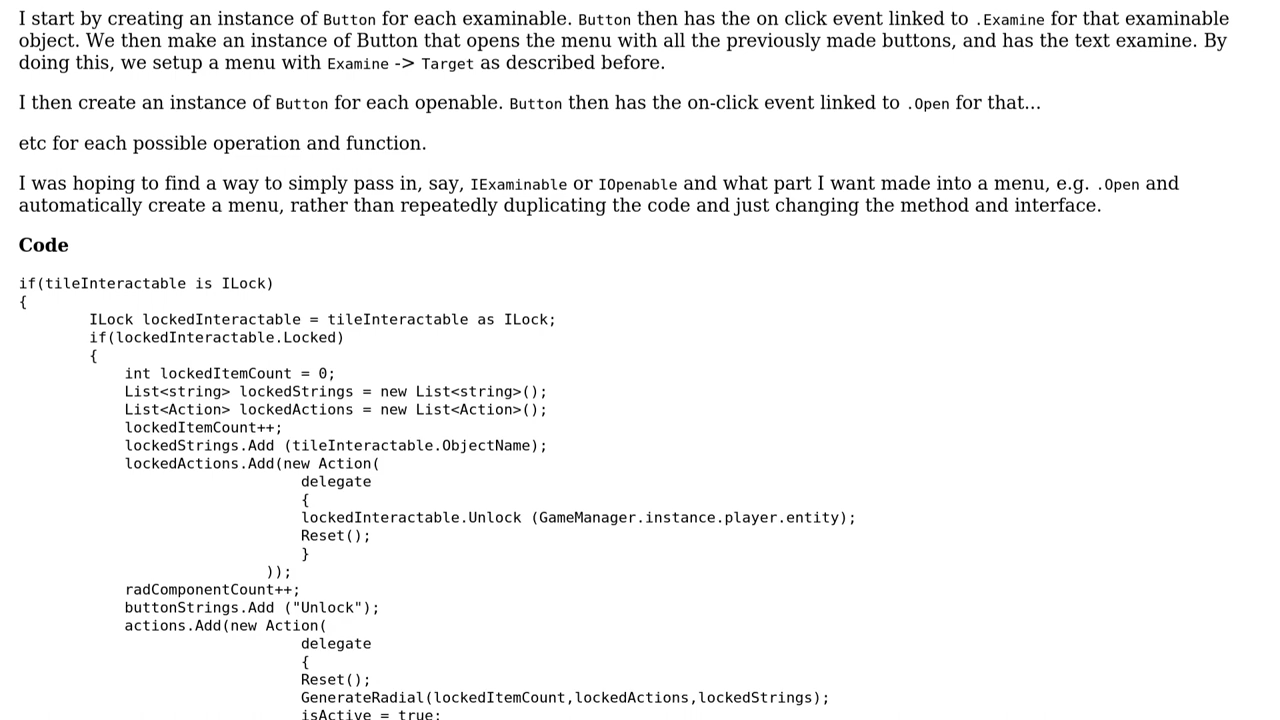 I start by creating an instance of Button for each examinable. Button then has the on click event linked to .Examine for that examinable
object. We then make an instance of Button that opens the menu with all the previously made buttons, and has the text examine. By
doing this, we setup a menu with Examine -> Target as described before.
I then create an instance of Button for each openable. Button then has the on-click event linked to .Open for that...
etc for each possible operation and function.
I was hoping to find a way to simply pass in, say, IExaminable or IOpenable and what part I want made into a menu, e.g. .Open and
automatically create a menu, rather than repeatedly duplicating the code and just changing the method and interface.
Code
if(tileInteractable is ILock)
{
ILock lockedInteractable = tileInteractable as ILock;
if(lockedInteractable.Locked)
{
int lockedItemCount = 0;
List<string> lockedStrings = new List<string>();
List<Action> lockedActions = new List<Action>();
lockedItemCount++;
lockedStrings.Add (tileInteractable.ObjectName);
lockedActions.Add(new Action(
delegate
{
lockedInteractable.Unlock (GameManager.instance.player.entity);
Reset();
}
));
radComponentCount++;
buttonStrings.Add ("Unlock");
actions.Add(new Action(
delegate
{
Reset();
GenerateRadial(lockedItemCount,lockedActions,lockedStrings);
isActive = true;